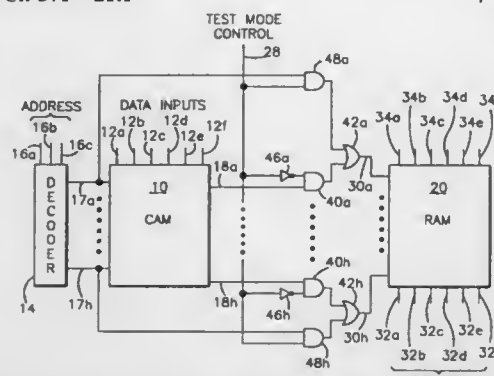 TEST MODE
CONTROL
28
48a
ADDRESS
16b
16a
16c
DATA INPUTS
12a
12b
12c
12d
12e
12f
17a
DECODER
10
CAM
18a
46a
40a
42a
30a
34a
34b
34c
34d
34e
20
RAM
14
17h
18h
46h
40h
42h
30h
48h
32a
32b
32c
32d
32e